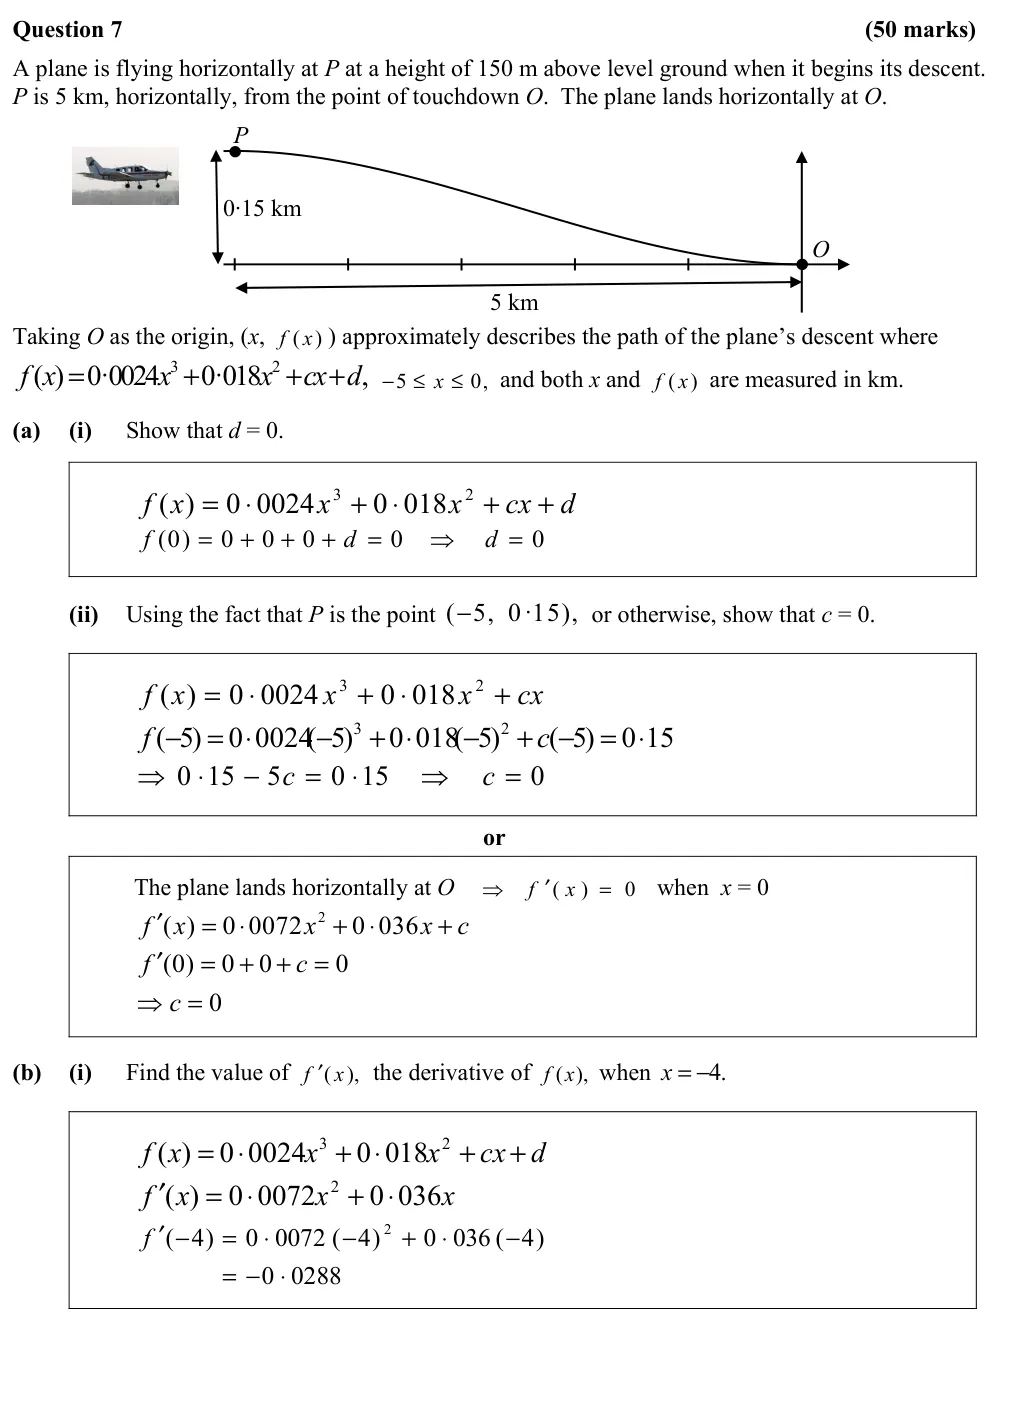 Question 7 (50 marks)
A plane is flying horizontally at P at a height of 150 m above level ground when it begins its descent.
P is 5 km, horizontally, from the point of touchdown O. The plane lands horizontally at O.
P
0·15 km
O
5 km
Taking O as the origin, (x, f(x)) approximately describes the path of the plane’s descent where
f(x)=0·0024x³+0·018x²+cx+d, −5 ≤ x ≤ 0, and both x and f(x) are measured in km.
(a) (i) Show that d = 0.
f(x) = 0·0024x³ + 0·018x² + cx + d
f(0) = 0 + 0 + 0 + d = 0 ⇒ d = 0
(ii) Using the fact that P is the point (−5, 0·15), or otherwise, show that c = 0.
f(x) = 0·0024x³ + 0·018x² + cx
f(−5) = 0·0024(−5)³ + 0·018(−5)² + c(−5) = 0·15
⇒ 0·15 − 5c = 0·15 ⇒ c = 0
or
The plane lands horizontally at O ⇒ f′(x) = 0 when x = 0
f′(x) = 0·0072x² + 0·036x + c
f′(0) = 0 + 0 + c = 0
⇒ c = 0
(b) (i) Find the value of f′(x), the derivative of f(x), when x = −4.
f(x) = 0·0024x³ + 0·018x² + cx + d
f′(x) = 0·0072x² + 0·036x
f′(−4) = 0·0072(−4)² + 0·036(−4)
= −0·0288